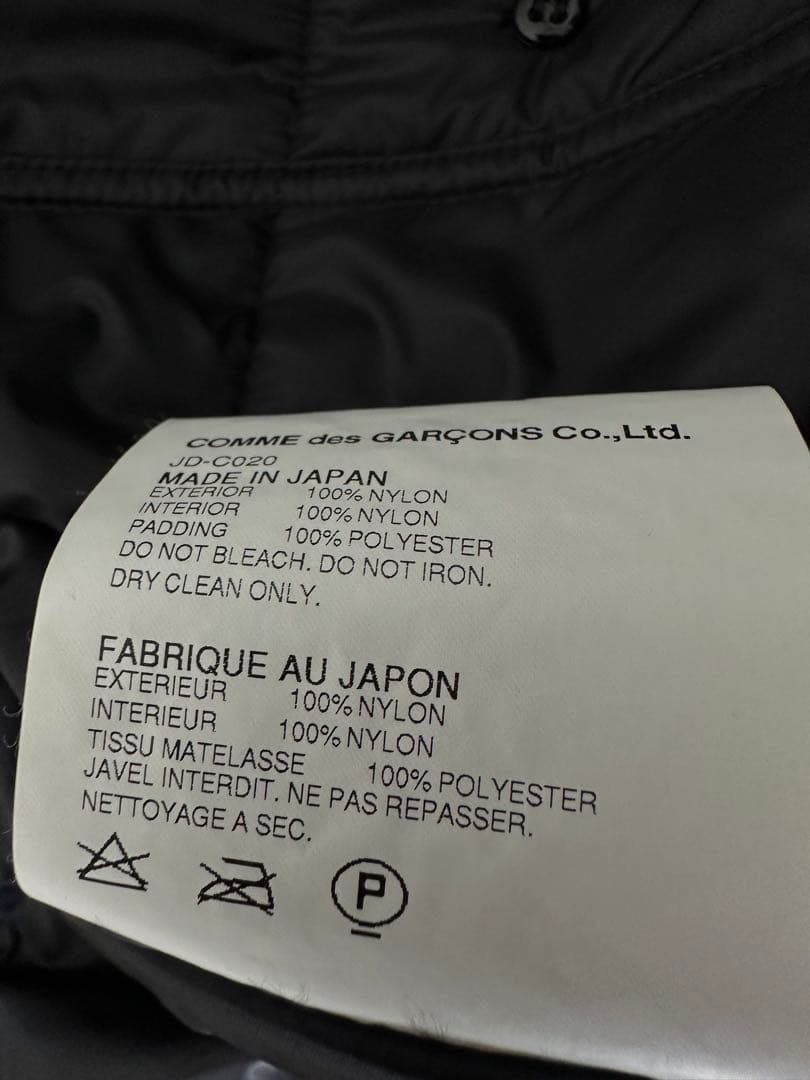 COMME des GARÇONS Co.,Ltd.
JD-C020
MADE IN JAPAN
EXTERIOR 100% NYLON
INTERIOR 100% NYLON
PADDING 100% POLYESTER
DO NOT BLEACH. DO NOT IRON.
DRY CLEAN ONLY.
FABRIQUE AU JAPON
EXTERIEUR 100% NYLON
INTERIEUR 100% NYLON
TISSU MATELASSE 100% POLYESTER
JAVEL INTERDIT. NE PAS REPASSER.
NETTOYAGE A SEC.
P